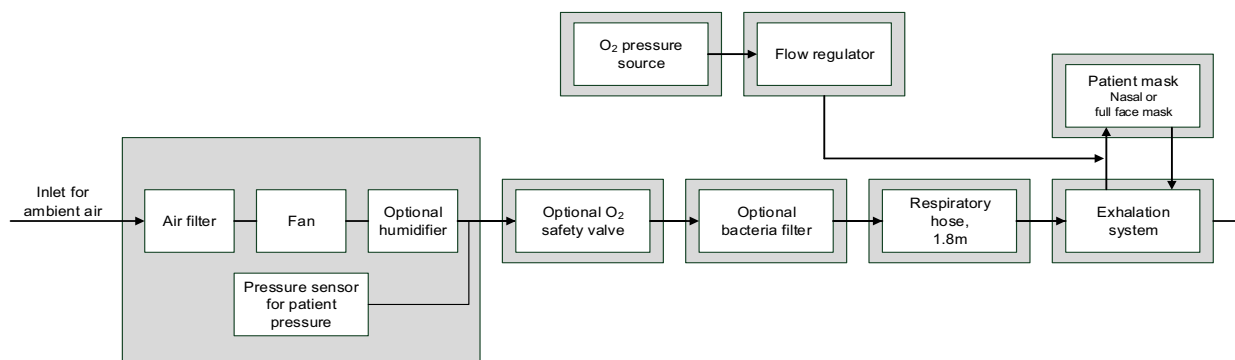 O₂ pressure
source
Flow regulator
Patient mask
Nasal or
full face mask
Inlet for
ambient air
Air filter
Fan
Optional
humidifier
Optional O₂
safety valve
Optional
bacteria filter
Respiratory
hose,
1.8m
Exhalation
system
Pressure sensor
for patient
pressure